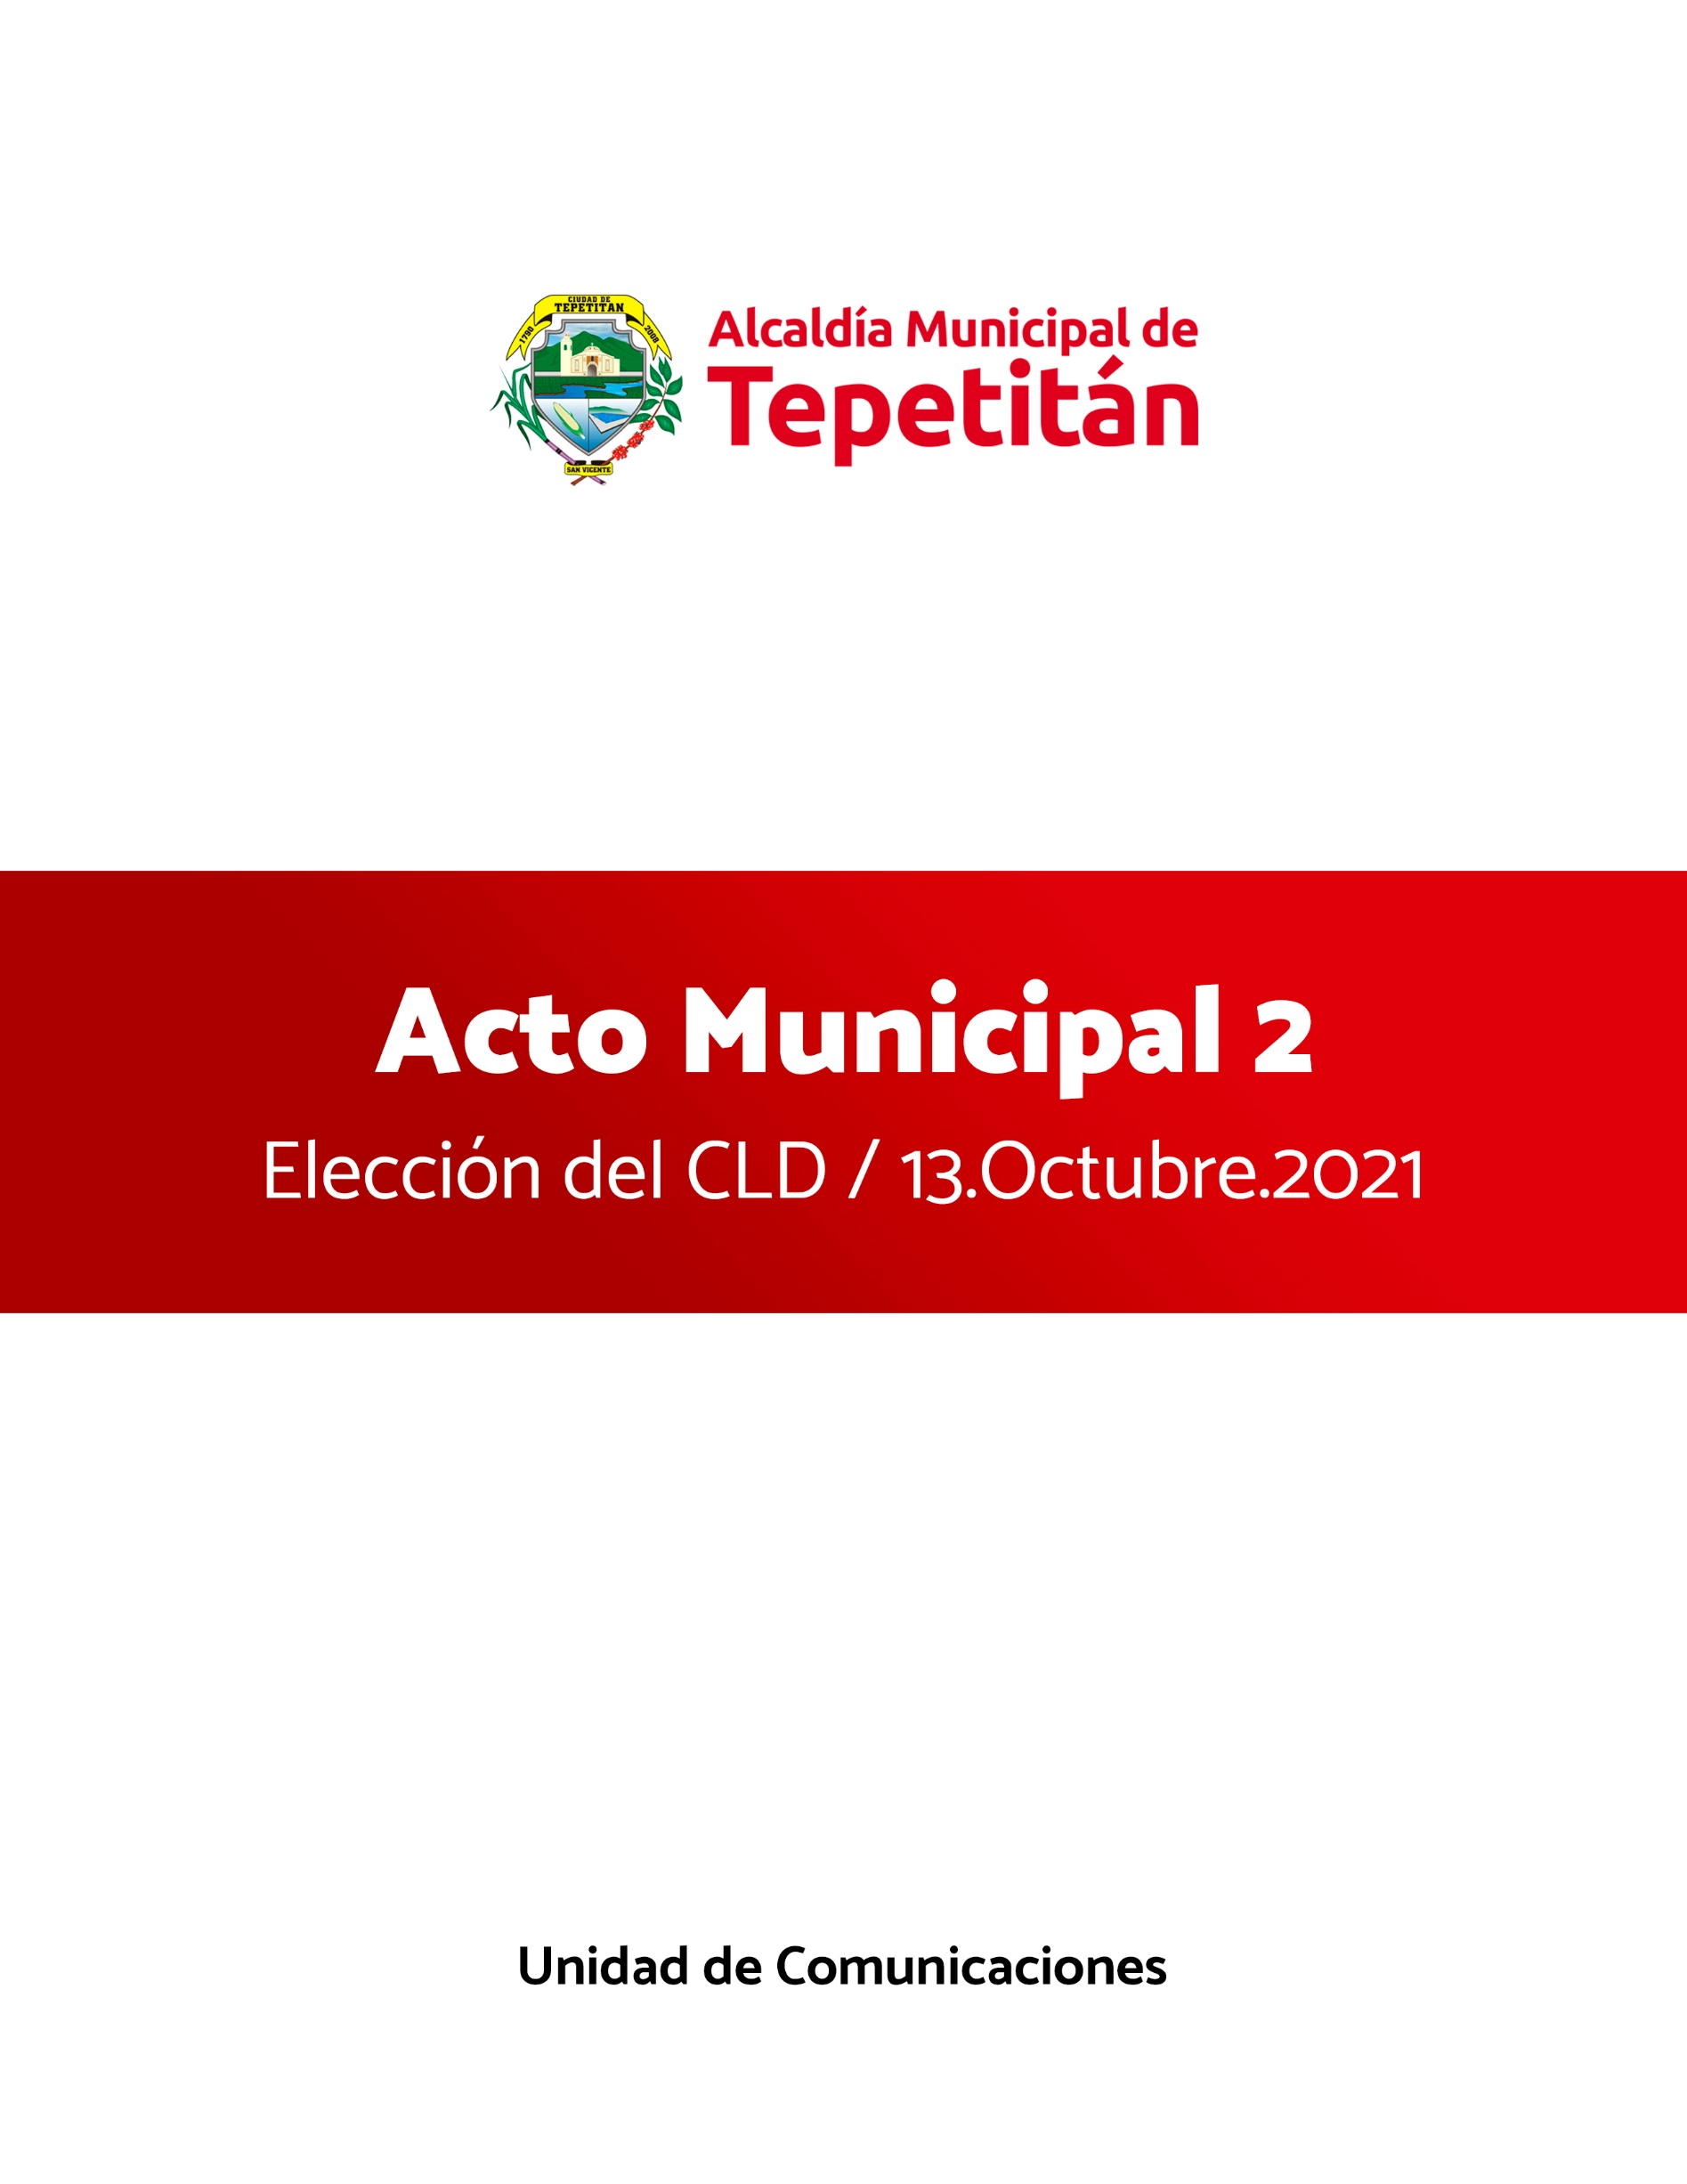 CIUDAD DE
TEPETITAN
1790
2008
SAN VICENTE
Alcaldía Municipal de
Tepetitán
Acto Municipal 2
Elección del CLD / 13.Octubre.2021
Unidad de Comunicaciones